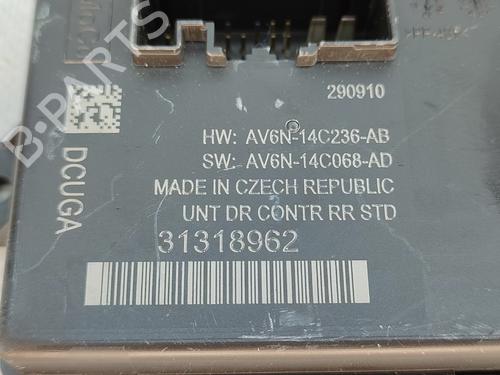 290910
HW: AV6N-14C236-AB
SW: AV6N-14C068-AD
MADE IN CZECH REPUBLIC
UNT DR CONTR RR STD
31318962
DCUGA
B-PARTS